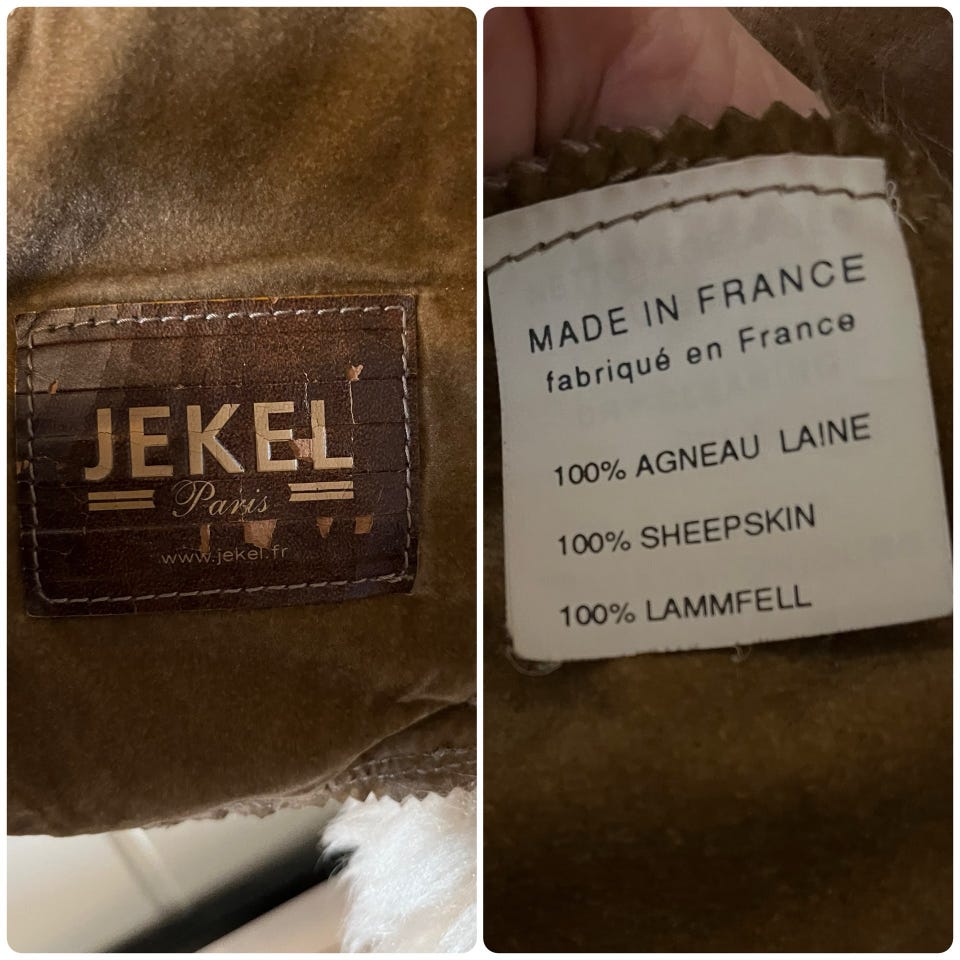 JEKEL
Paris
www.jekel.fr
MADE IN FRANCE
fabriqué en France
100% AGNEAU LAINE
100% SHEEPSKIN
100% LAMMFELL